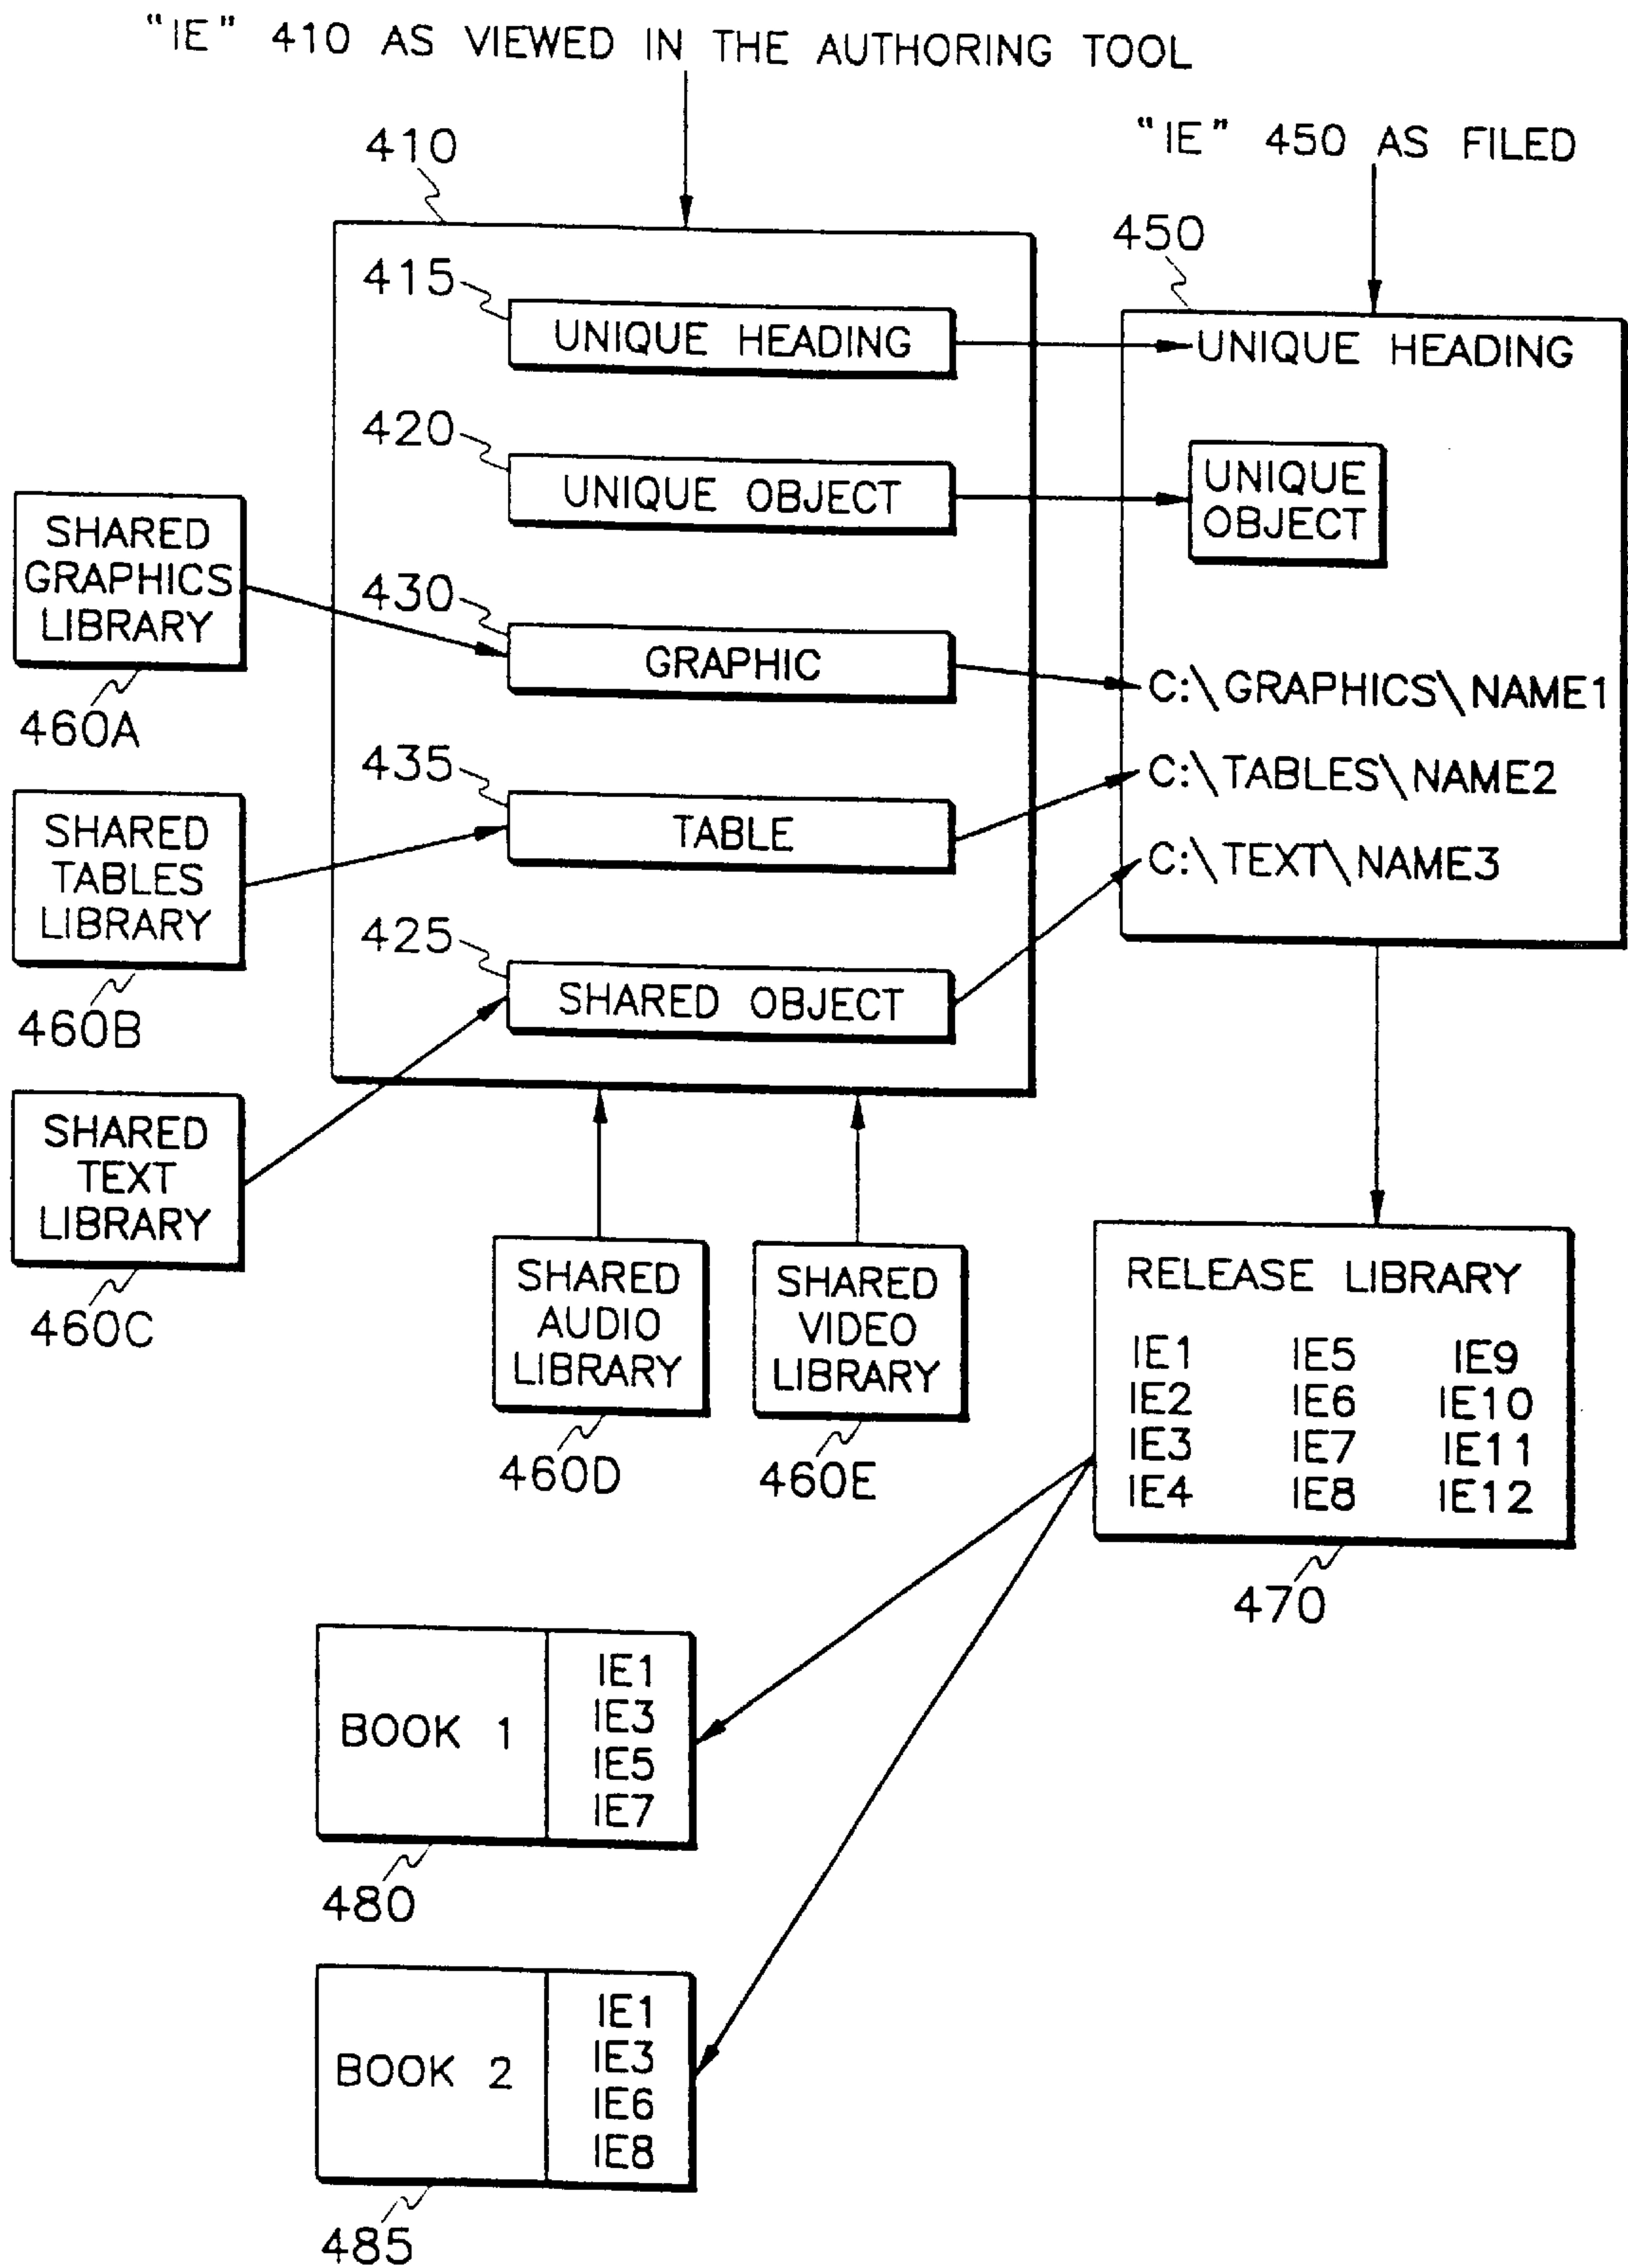 "IE" 410 AS VIEWED IN THE AUTHORING TOOL
"IE" 450 AS FILED
410
450
415
UNIQUE HEADING
UNIQUE HEADING
420
UNIQUE OBJECT
UNIQUE
OBJECT
SHARED
GRAPHICS
LIBRARY
460A
430
GRAPHIC
C:\GRAPHICS\NAME1
435
TABLE
C:\TABLES\NAME2
SHARED
TABLES
LIBRARY
460B
C:\TEXT\NAME3
425
SHARED OBJECT
SHARED
TEXT
LIBRARY
460C
SHARED
AUDIO
LIBRARY
460D
SHARED
VIDEO
LIBRARY
460E
RELEASE LIBRARY
IE1 IE5 IE9
IE2 IE6 IE10
IE3 IE7 IE11
IE4 IE8 IE12
470
BOOK 1
IE1
IE3
IE5
IE7
480
BOOK 2
IE1
IE3
IE6
IE8
485